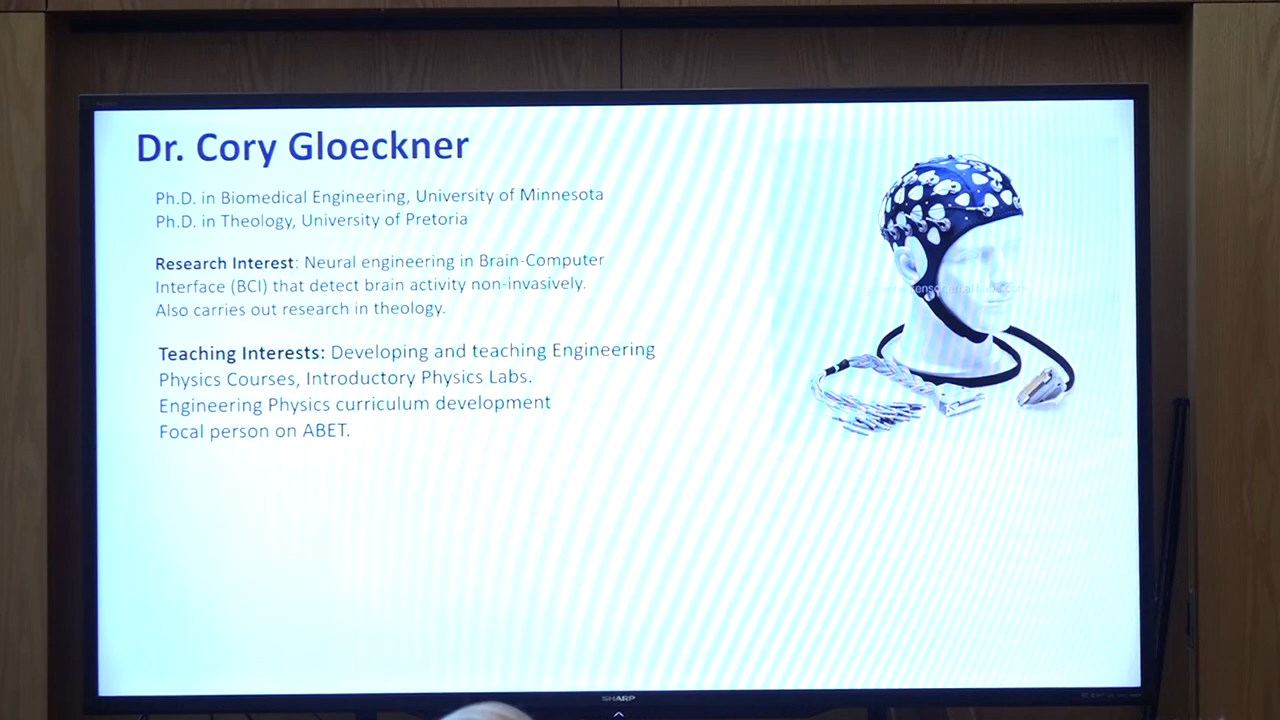 Dr. Cory Gloeckner
Ph.D. in Biomedical Engineering, University of Minnesota
Ph.D. in Theology, University of Pretoria
Research Interest: Neural engineering in Brain-Computer
Interface (BCI) that detect brain activity non-invasively.
Also carries out research in theology.
Teaching Interests: Developing and teaching Engineering
Physics Courses, Introductory Physics Labs.
Engineering Physics curriculum development
Focal person on ABET.
SHARP